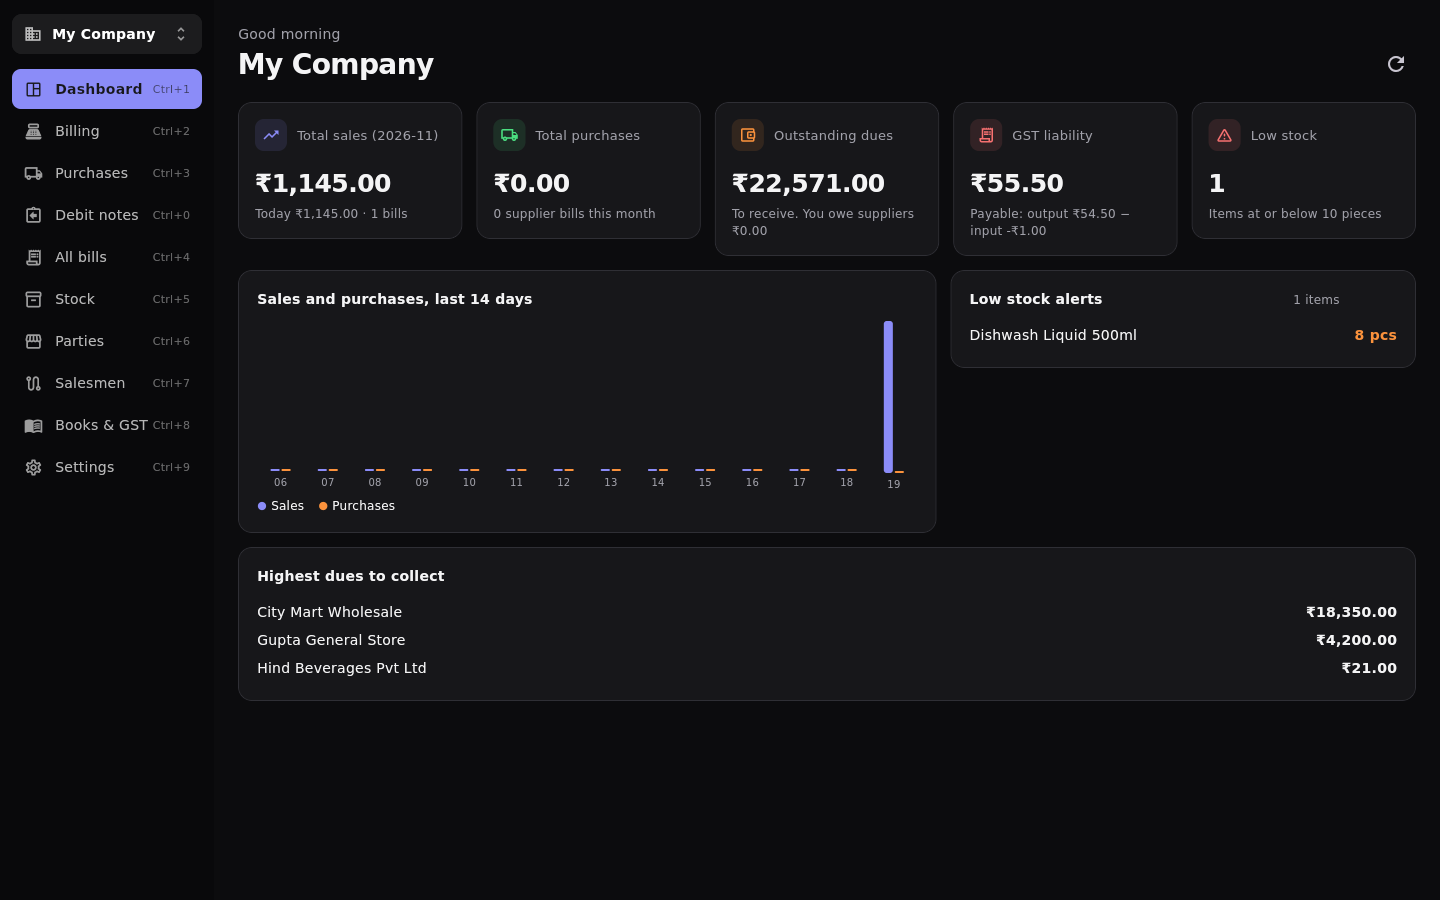 My Company
Dashboard Ctrl+1
Billing Ctrl+2
Purchases Ctrl+3
Debit notes Ctrl+0
All bills Ctrl+4
Stock Ctrl+5
Parties Ctrl+6
Salesmen Ctrl+7
Books & GST Ctrl+8
Settings Ctrl+9
Good morning
My Company
Total sales (2026-11)
₹1,145.00
Today ₹1,145.00 · 1 bills
Total purchases
₹0.00
0 supplier bills this month
Outstanding dues
₹22,571.00
To receive. You owe suppliers
₹0.00
GST liability
₹55.50
Payable: output ₹54.50 −
input -₹1.00
Low stock
1
Items at or below 10 pieces
Sales and purchases, last 14 days
06 07 08 09 10 11 12 13 14 15 16 17 18 19
Sales Purchases
Low stock alerts 1 items
Dishwash Liquid 500ml 8 pcs
Highest dues to collect
City Mart Wholesale ₹18,350.00
Gupta General Store ₹4,200.00
Hind Beverages Pvt Ltd ₹21.00